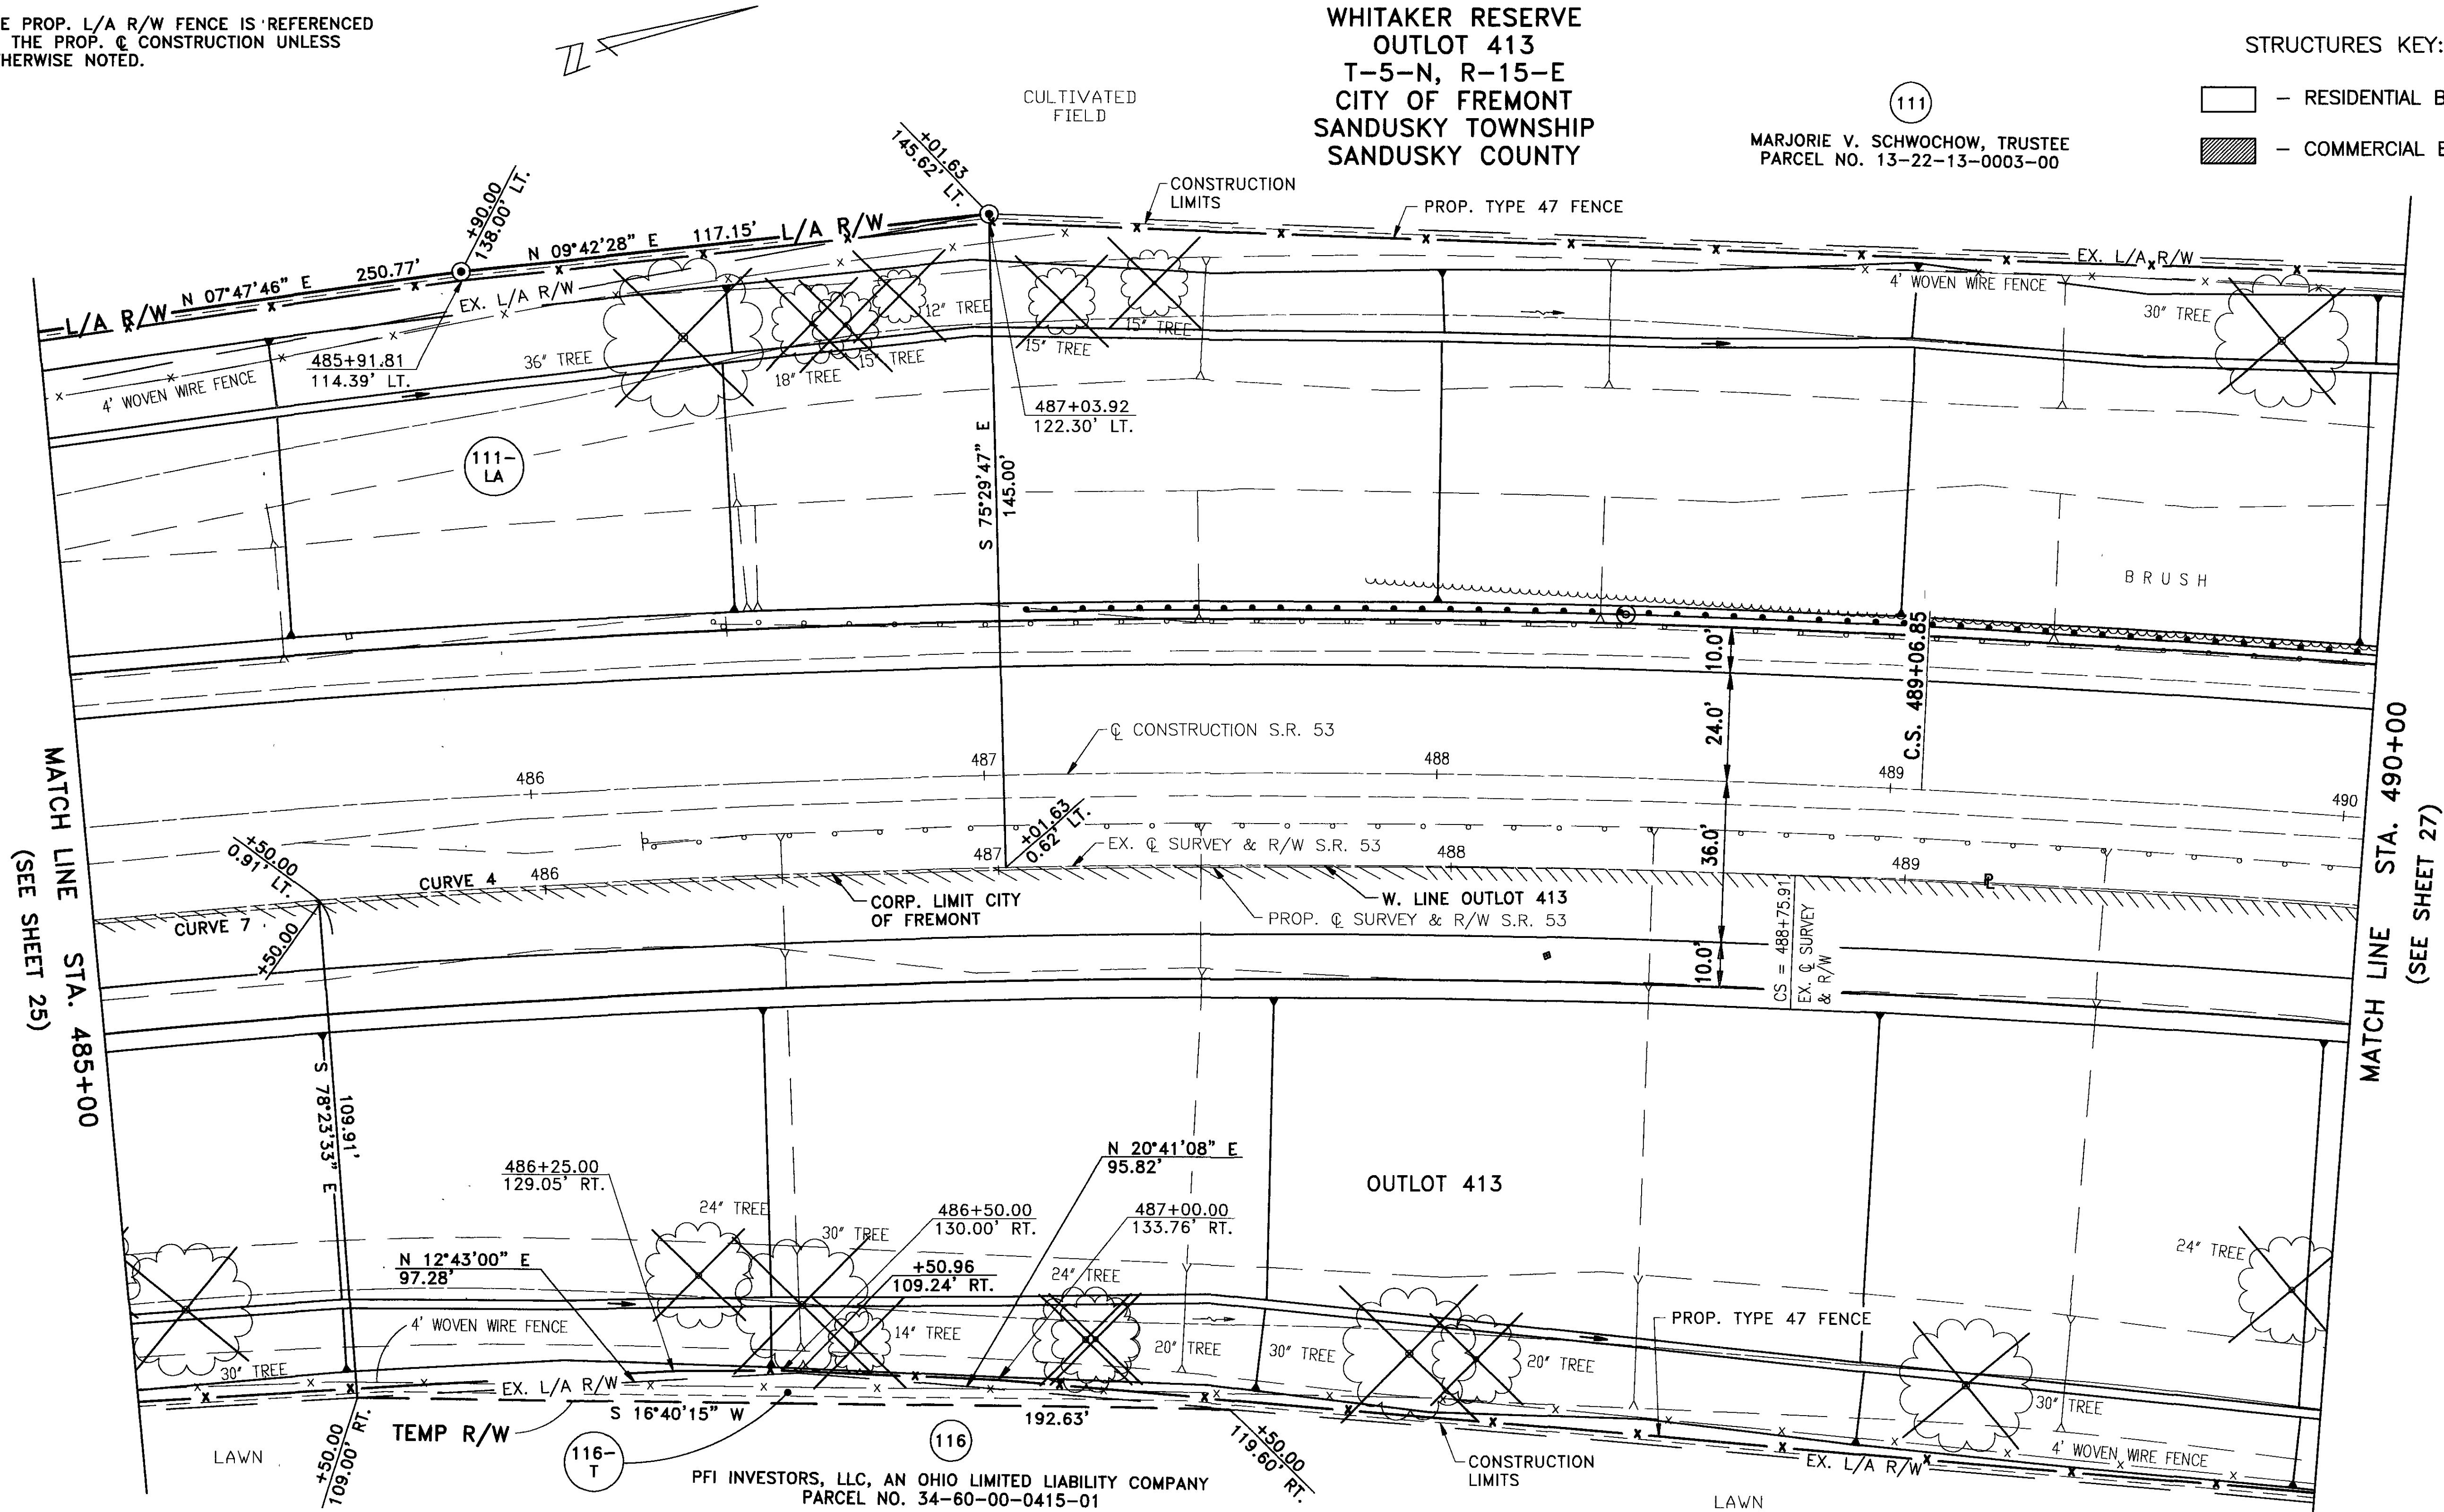 E PROP. L/A R/W FENCE IS REFERENCED
THE PROP. ℄ CONSTRUCTION UNLESS
HERWISE NOTED.
WHITAKER RESERVE
OUTLOT 413
T-5-N, R-15-E
CITY OF FREMONT
SANDUSKY TOWNSHIP
SANDUSKY COUNTY
STRUCTURES KEY:
- RESIDENTIAL B
- COMMERCIAL
CULTIVATED
FIELD
111
MARJORIE V. SCHWOCHOW, TRUSTEE
PARCEL NO. 13-22-13-0003-00
+01.63
145.62' LT.
+90.00
138.00' LT.
CONSTRUCTION
LIMITS
PROP. TYPE 47 FENCE
L/A R/W
N 07°47'46" E
250.77'
N 09°42'28" E
117.15'
L/A R/W
EX. L/A R/W
EX. L/A R/W
4' WOVEN WIRE FENCE
485+91.81
114.39' LT.
4' WOVEN WIRE FENCE
36" TREE
18" TREE
15" TREE
12" TREE
15" TREE
15" TREE
30" TREE
487+03.92
122.30' LT.
111-
LA
S 75°29'47" E
145.00'
BRUSH
10.0'
24.0'
36.0'
10.0'
C.S. 489+06.85
℄ CONSTRUCTION S.R. 53
486
487
488
489
490
MATCH LINE STA. 485+00
(SEE SHEET 25)
MATCH LINE STA. 490+00
(SEE SHEET 27)
+50.00
0.91' LT.
+50.00
CURVE 7
CURVE 4
486
487
+01.63
0.62' LT.
EX. ℄ SURVEY & R/W S.R. 53
488
489
CORP. LIMIT CITY
OF FREMONT
W. LINE OUTLOT 413
PROP. ℄ SURVEY & R/W S.R. 53
CS = 488+75.91
EX. ℄ SURVEY
& R/W
S 78°23'33" E
109.91'
N 20°41'08" E
95.82'
486+25.00
129.05' RT.
OUTLOT 413
24" TREE
30" TREE
486+50.00
130.00' RT.
487+00.00
133.76' RT.
N 12°43'00" E
97.28'
+50.96
109.24' RT.
24" TREE
24" TREE
4' WOVEN WIRE FENCE
14" TREE
20" TREE
30" TREE
20" TREE
PROP. TYPE 47 FENCE
30" TREE
30" TREE
EX. L/A R/W
S 16°40'15" W
192.63'
TEMP R/W
LAWN
+50.00
109.00' RT.
116-
T
116
PFI INVESTORS, LLC, AN OHIO LIMITED LIABILITY COMPANY
PARCEL NO. 34-60-00-0415-01
+50.00
119.60' RT.
CONSTRUCTION
LIMITS
4' WOVEN WIRE FENCE
EX. L/A R/W
LAWN